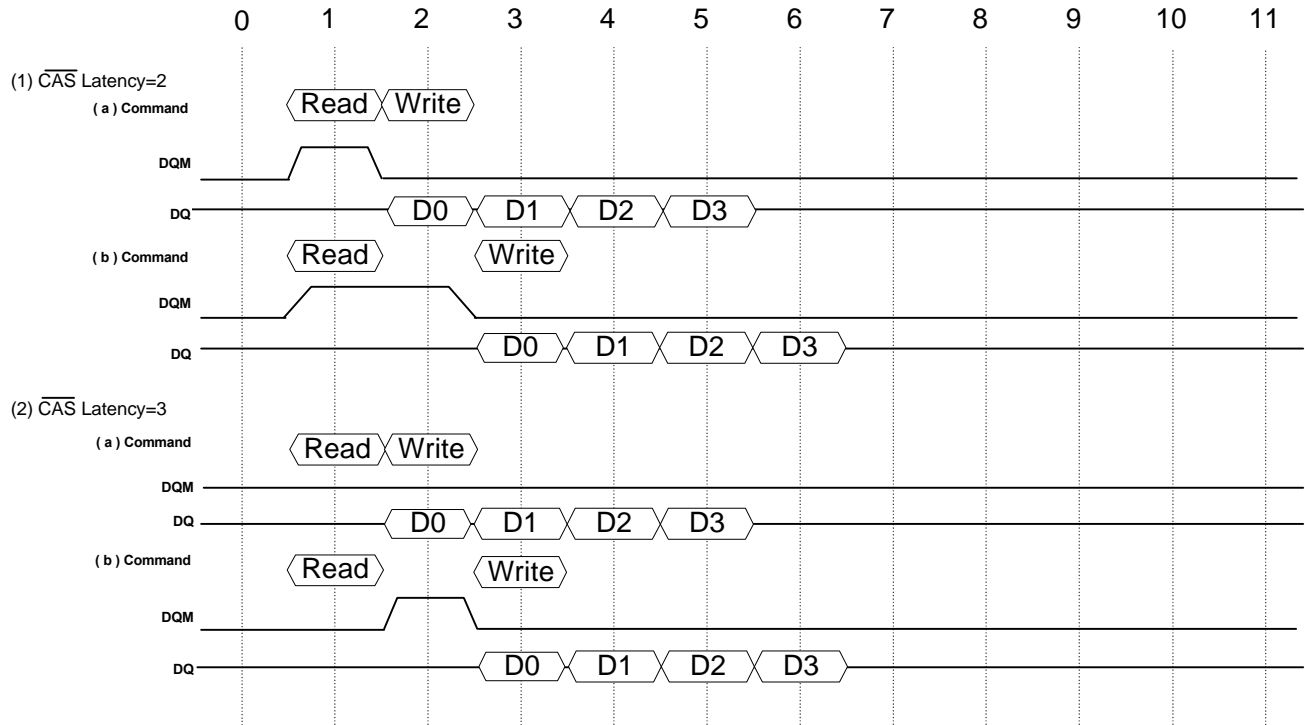 0 1 2 3 4 5 6 7 8 9 10 11
(1) CAS Latency=2
( a ) Command Read Write
DQM
DQ D0 D1 D2 D3
( b ) Command Read Write
DQM
DQ D0 D1 D2 D3
(2) CAS Latency=3
( a ) Command Read Write
DQM
DQ D0 D1 D2 D3
( b ) Command Read Write
DQM
DQ D0 D1 D2 D3